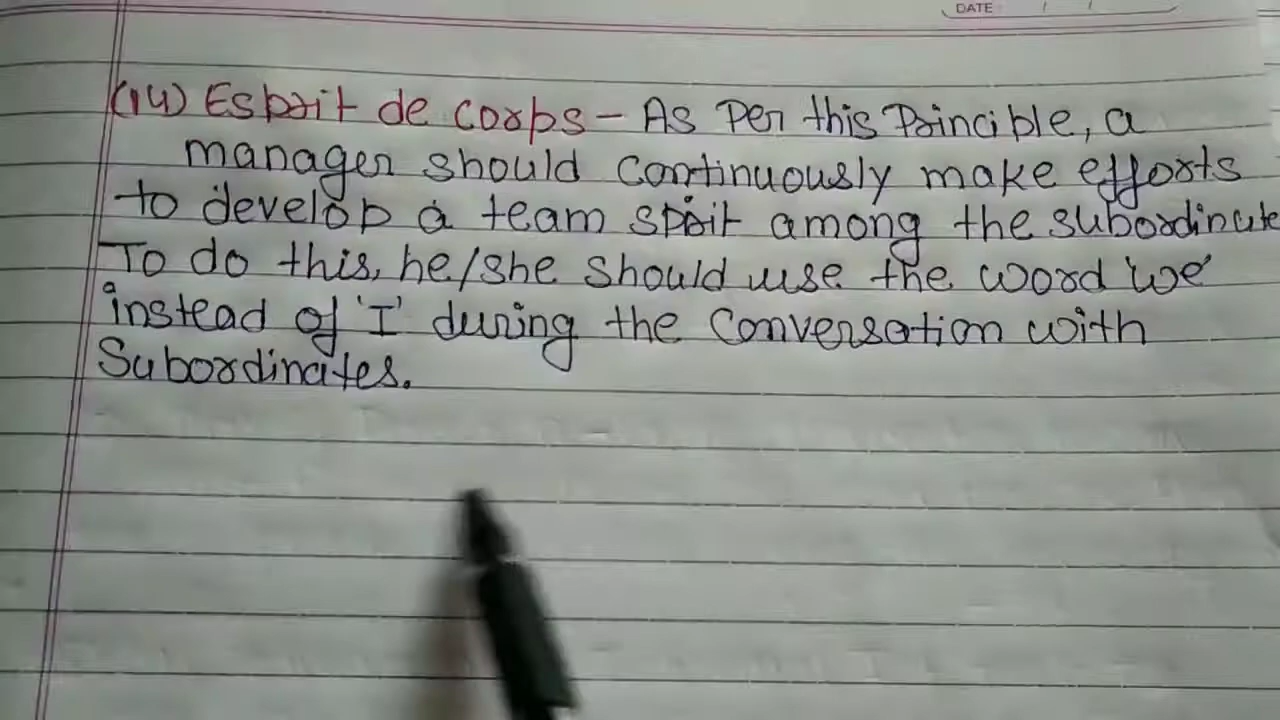 DATE / /
(14) Esprit de corps - As Per this Principle, a
manager should continuously make efforts
to develop a team spirit among the subordinate
To do this, he/she should use the word 'we'
instead of 'I' during the conversation with
Subordinates.